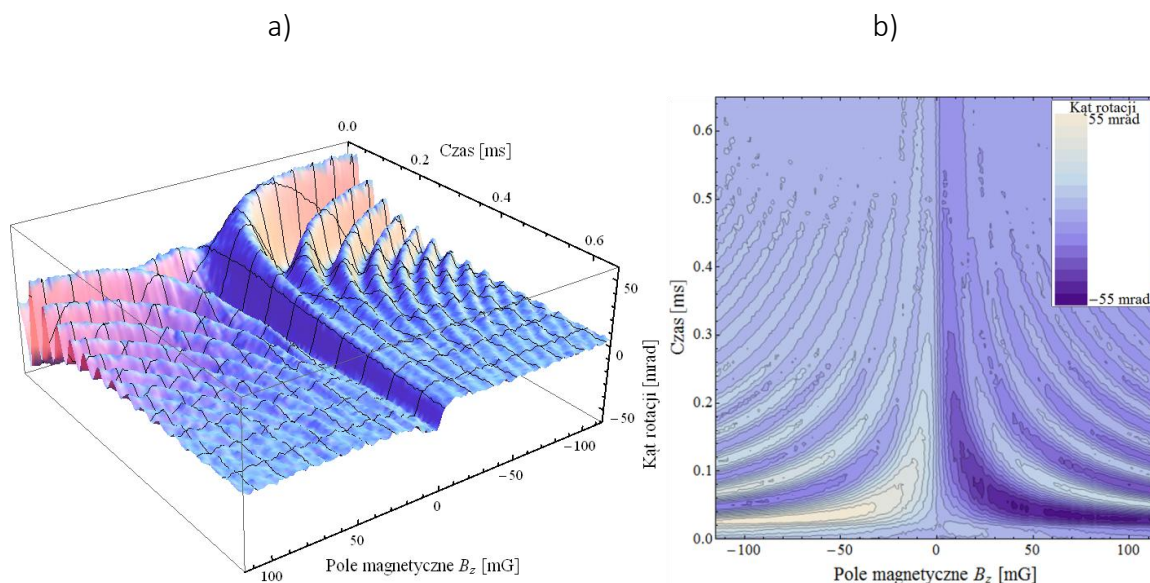 a)
b)
0.0
Czas [ms]
0.2
0.4
0.6
50
0
−50
Kąt rotacji [mrad]
−100
−50
0
50
100
Pole magnetyczne Bz [mG]
Kąt rotacji
55 mrad
−55 mrad
0.6
0.5
0.4
0.3
0.2
0.1
0.0
Czas [ms]
−100
−50
0
50
100
Pole magnetyczne Bz [mG]